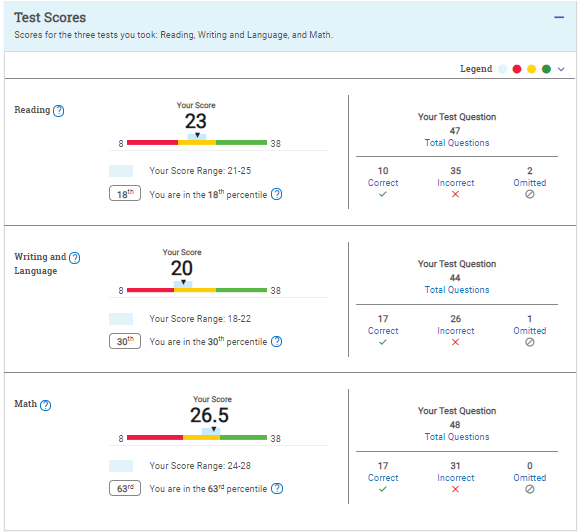 Test Scores
Scores for the three tests you took: Reading, Writing and Language, and Math.
Legend
Reading ?
Your Score
23
8 38
Your Score Range: 21-25
18th You are in the 18th percentile ?
Your Test Question
47
Total Questions
10 35 2
Correct Incorrect Omitted
Writing and ?
Language
Your Score
20
8 38
Your Score Range: 18-22
30th You are in the 30th percentile ?
Your Test Question
44
Total Questions
17 26 1
Correct Incorrect Omitted
Math ?
Your Score
26.5
8 38
Your Score Range: 24-28
63rd You are in the 63rd percentile ?
Your Test Question
48
Total Questions
17 31 0
Correct Incorrect Omitted